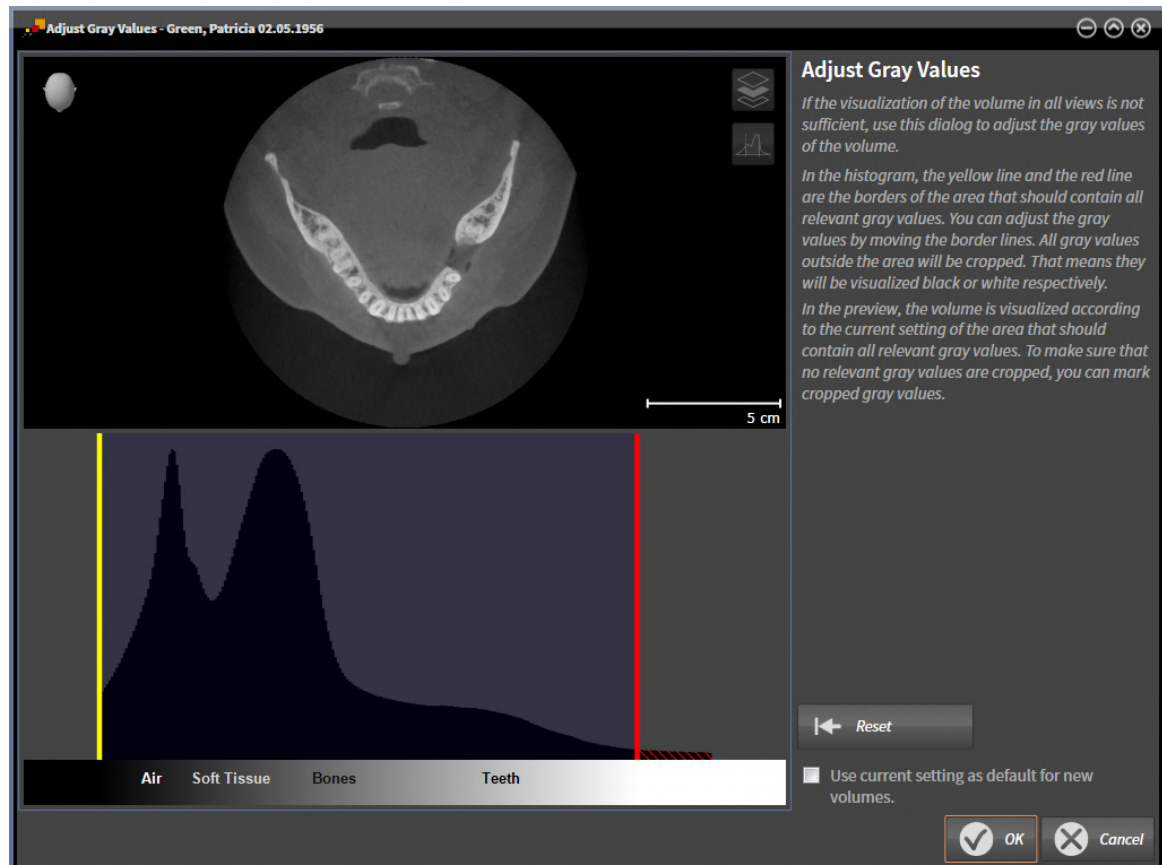 Adjust Gray Values - Green, Patricia 02.05.1956
5 cm
Air Soft Tissue Bones Teeth
Adjust Gray Values
If the visualization of the volume in all views is not
sufficient, use this dialog to adjust the gray values
of the volume.
In the histogram, the yellow line and the red line
are the borders of the area that should contain all
relevant gray values. You can adjust the gray
values by moving the border lines. All gray values
outside the area will be cropped. That means they
will be visualized black or white respectively.
In the preview, the volume is visualized according
to the current setting of the area that should
contain all relevant gray values. To make sure that
no relevant gray values are cropped, you can mark
cropped gray values.
Reset
Use current setting as default for new
volumes.
OK Cancel